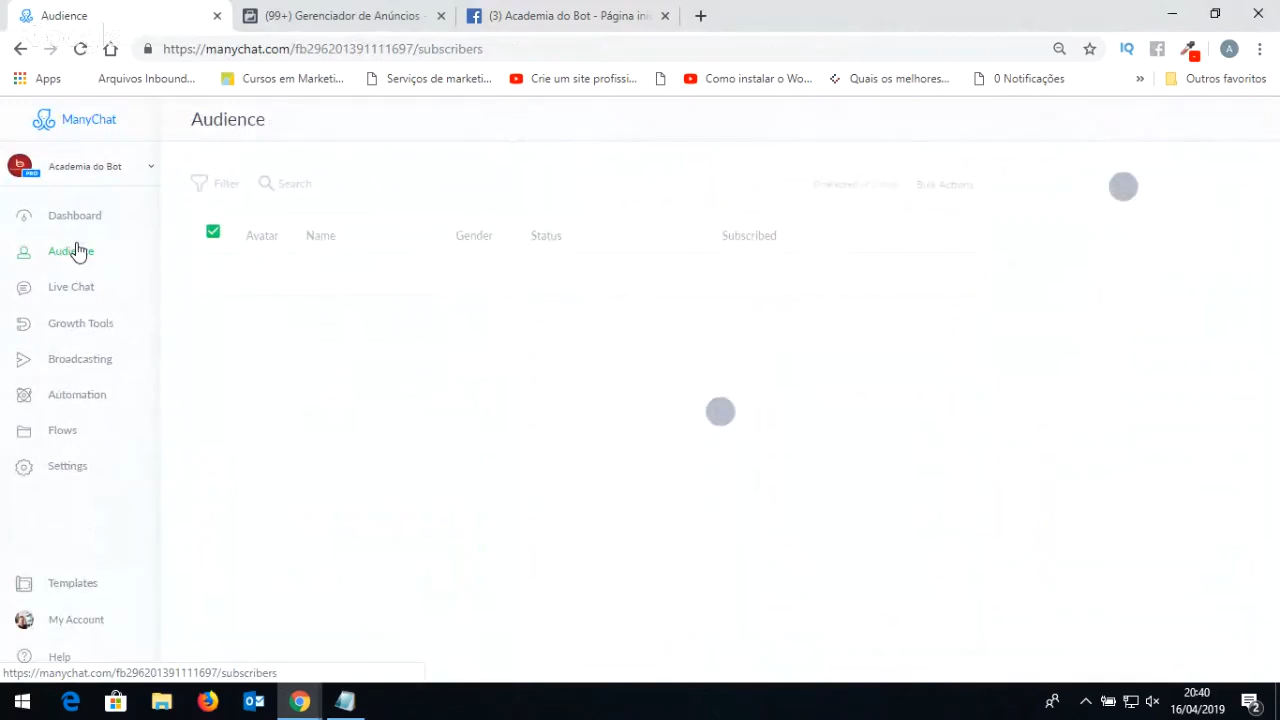 Audience
(99+) Gerenciador de Anúncios -
(3) Academia do Bot - Página ini
https://manychat.com/fb296201391111697/subscribers
IQ
A
Apps
Arquivos Inbound...
Cursos em Marketi...
Serviços de marketi...
Crie um site profissi...
Como instalar o Wo...
Quais os melhores...
0 Notificações
»
Outros favoritos
ManyChat
Audience
Academia do Bot
PRO
Filter
Search
Bulk Actions
Dashboard
Avatar
Name
Gender
Status
Subscribed
Audience
Live Chat
Growth Tools
Broadcasting
Automation
Flows
Settings
Templates
My Account
Help
https://manychat.com/fb296201391111697/subscribers
20:40
16/04/2019
2